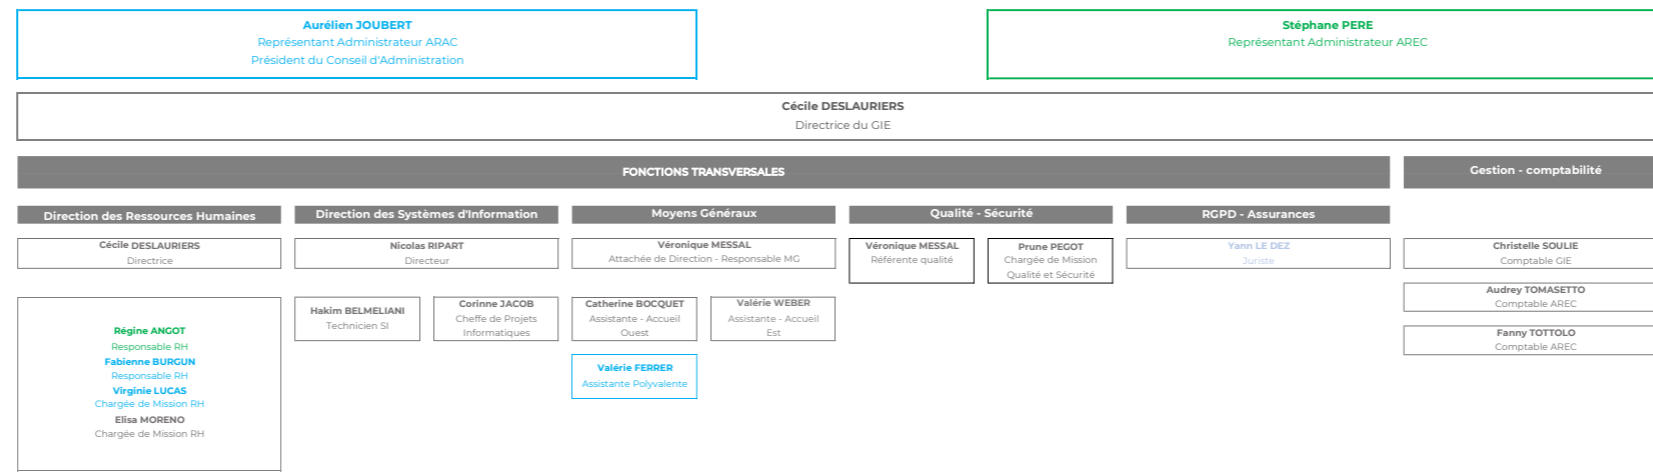 Aurélien JOUBERT
Représentant Administrateur ARAC
Président du Conseil d'Administration
Stéphane PERE
Représentant Administrateur AREC
Cécile DESLAURIERS
Directrice du GIE
FONCTIONS TRANSVERSALES
Gestion - comptabilité
Direction des Ressources Humaines
Cécile DESLAURIERS
Directrice
Régine ANGOT
Responsable RH
Fabienne BURGUN
Responsable RH
Virginie LUCAS
Chargée de Mission RH
Elisa MORENO
Chargée de Mission RH
Direction des Systèmes d'Information
Nicolas RIPART
Directeur
Hakim BELMELIANI
Technicien SI
Corinne JACOB
Cheffe de Projets
Informatiques
Moyens Généraux
Véronique MESSAL
Attachée de Direction - Responsable MG
Catherine BOCQUET
Assistante - Accueil
Ouest
Valérie WEBER
Assistante - Accueil
Est
Valérie FERRER
Assistante Polyvalente
Qualité - Sécurité
Véronique MESSAL
Référente qualité
Prune PEGOT
Chargée de Mission
Qualité et Sécurité
RGPD - Assurances
Yann LE DEZ
Juriste
Christelle SOULIE
Comptable GIE
Audrey TOMASETTO
Comptable AREC
Fanny TOTTOLO
Comptable AREC